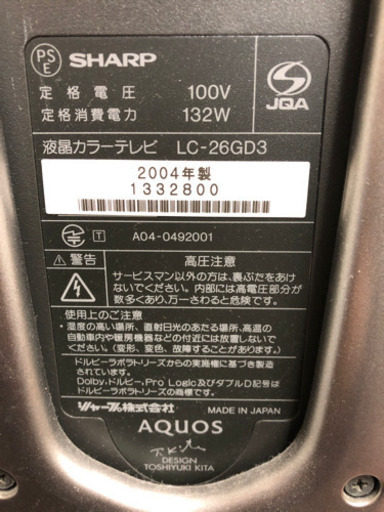 PS
E
SHARP
JQA
定格電圧 100V
定格消費電力 132W
液晶カラーテレビ LC-26GD3
2004年製
1332800
T A04-0492001
⚠警告 高圧注意
サービスマン以外の方は、裏ぶたをあけ
ないでください。内部には高電圧部分が
数多くあり、万一さわると危険です。
使用上のご注意
・湿度の高い場所、直射日光のあたる場所、高温の
自動車内や暖房機器などの付近には放置しないで
ください。(変形、変色、故障することがあります。)
ドルビーラボラトリーズからの実施権に基づき製造
されています。
Dolby、ドルビー、Pro Logic及びダブルD記号は
ドルビーラボラトリーズの商標です。
シャープ株式会社 MADE IN JAPAN
AQUOS
DESIGN
TOSHIYUKI KITA